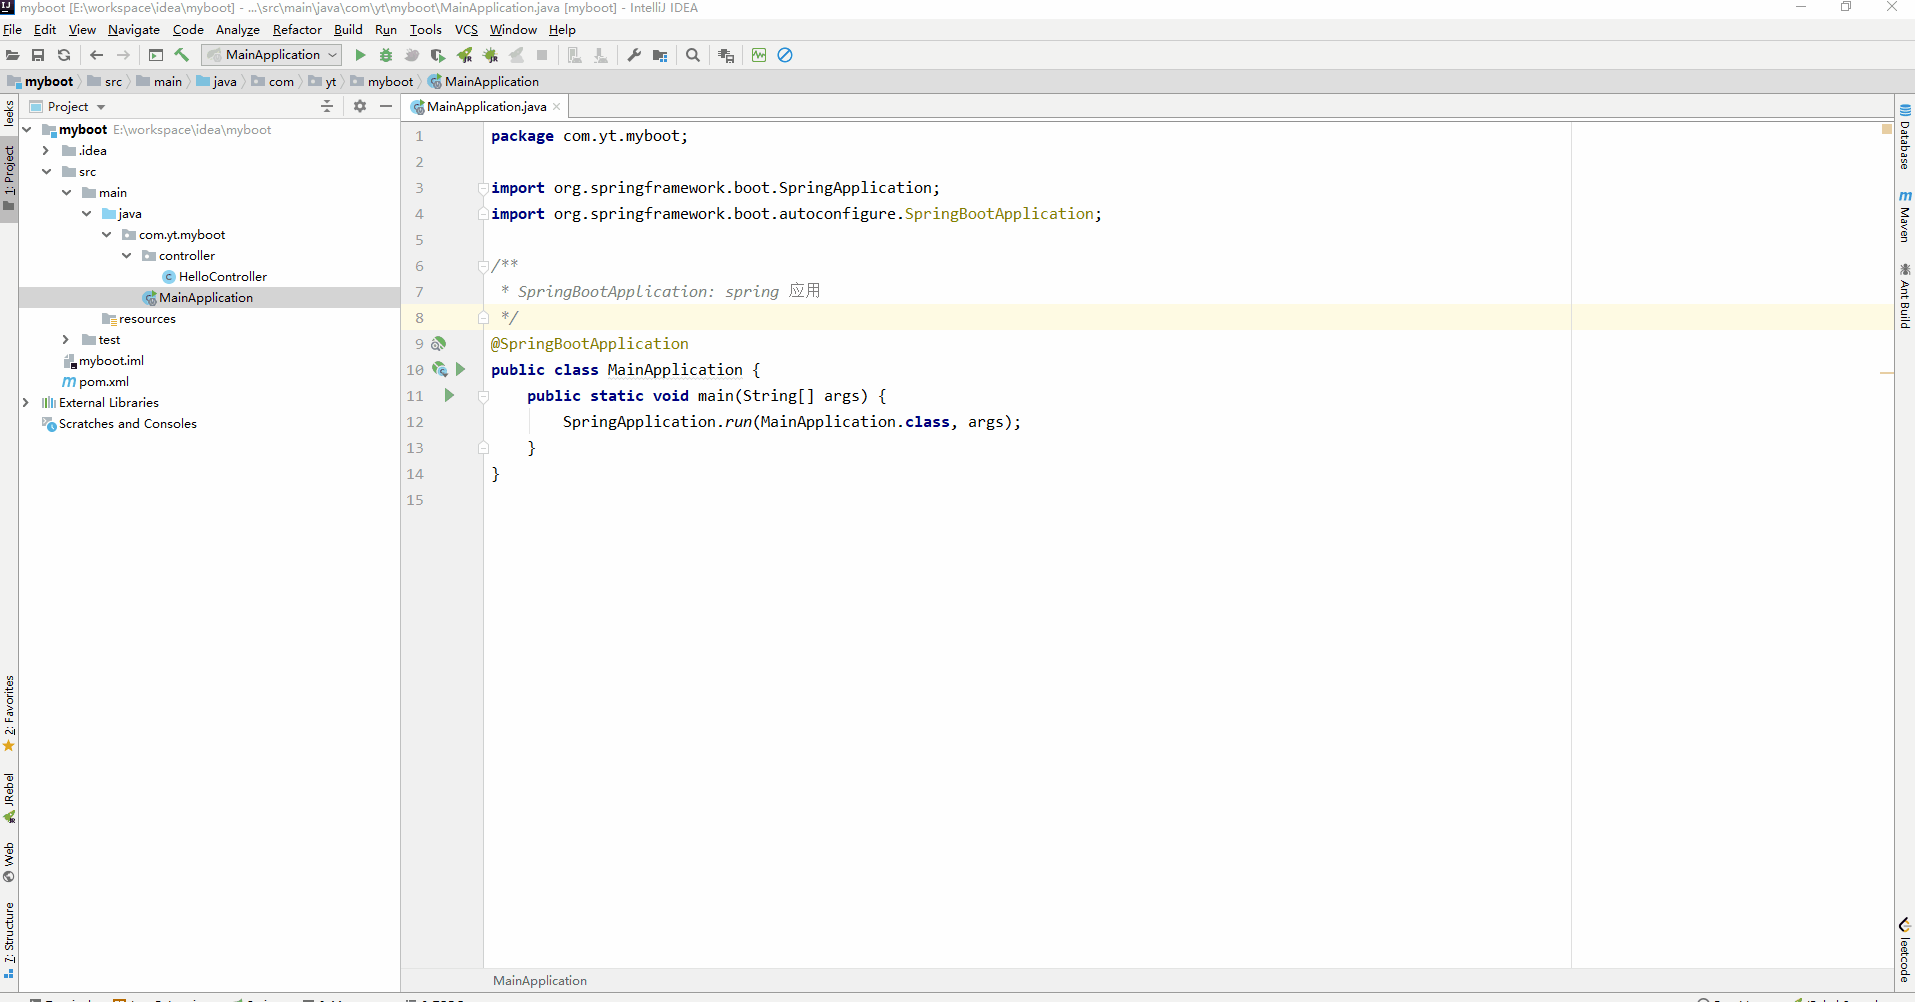 myboot [E:\workspace\idea\myboot] - ...\src\main\java\com\yt\myboot\MainApplication.java [myboot] - IntelliJ IDEA
File Edit View Navigate Code Analyze Refactor Build Run Tools VCS Window Help
MainApplication
myboot src main java com yt myboot MainApplication
Project
MainApplication.java
myboot E:\workspace\idea\myboot
.idea
src
main
java
com.yt.myboot
controller
HelloController
MainApplication
resources
test
myboot.iml
pom.xml
External Libraries
Scratches and Consoles
1 package com.yt.myboot;
2
3 import org.springframework.boot.SpringApplication;
4 import org.springframework.boot.autoconfigure.SpringBootApplication;
5
6 /**
7 * SpringBootApplication: spring 应用
8 */
9 @SpringBootApplication
10 public class MainApplication {
11 public static void main(String[] args) {
12 SpringApplication.run(MainApplication.class, args);
13 }
14 }
15
MainApplication
leeks
1: Project
2: Favorites
JRebel
Web
7: Structure
Database
Maven
Ant Build
leetcode